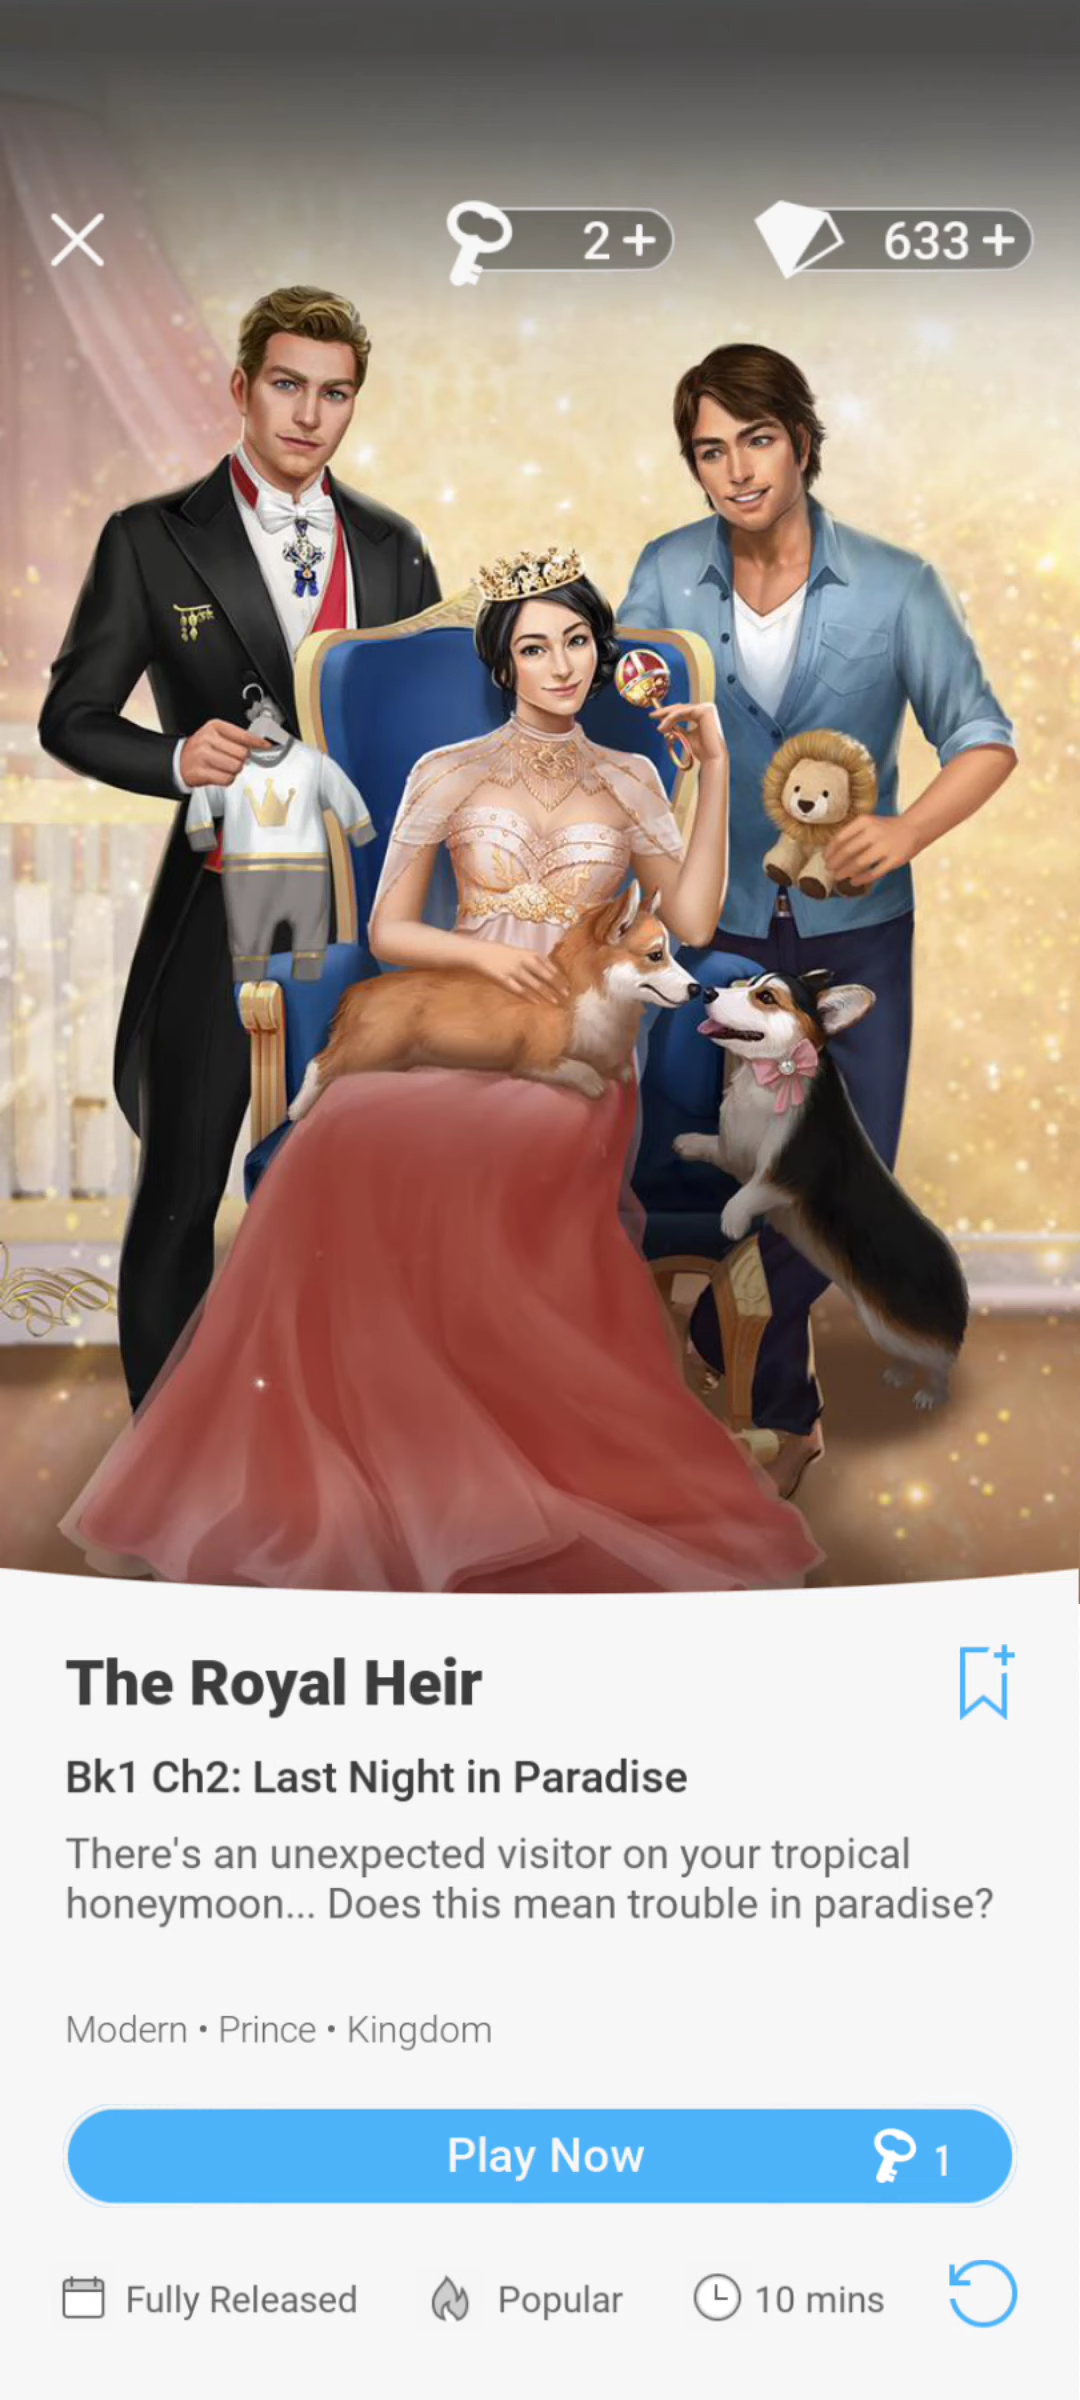 2 +
633 +
The Royal Heir
Bk1 Ch2: Last Night in Paradise
There's an unexpected visitor on your tropical
honeymoon... Does this mean trouble in paradise?
Modern • Prince • Kingdom
Play Now 1
Fully Released Popular 10 mins